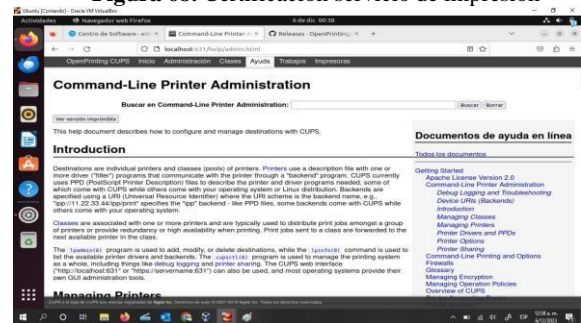 Ubuntu [Corriendo] - Oracle VM VirtualBox
Actividades Navegador web Firefox 6 de dic 00:38
Centro de Software Command-Line Printer A Releases · OpenPrinting
localhost:631/help/admin.html
OpenPrinting CUPS Inicio Administración Clases Ayuda Trabajos Impresoras
Command-Line Printer Administration
Buscar en Command-Line Printer Administration: Buscar Borrar
Ver versión imprimible
This help document describes how to configure and manage destinations with CUPS.
Introduction
Destinations are individual printers and classes (pools) of printers. Printers use a description file with one or
more driver ("filter") programs that communicate with the printer through a "backend" program. CUPS currently
uses PPD (PostScript Printer Description) files to describe the printer and driver programs needed, some of
which come with CUPS while others come with your operating system or Linux distribution. Backends are
specified using a URI (Universal Resource Identifier) where the URI scheme is the backend name, e.g.,
"ipp://11.22.33.44/ipp/print" specifies the "ipp" backend - like PPD files, some backends come with CUPS while
others come with your operating system.
Classes are associated with one or more printers and are typically used to distribute print jobs amongst a group
of printers or provide redundancy or high availability when printing. Print jobs sent to a class are forwarded to the
next available printer in the class.
The lpadmin(8) program is used to add, modify, or delete destinations, while the lpinfo(8) command is used to
list the available printer drivers and backends. The cupsctl(8) program is used to manage the printing system
as a whole, including things like debug logging and printer sharing. The CUPS web interface
("http://localhost:631" or "https://servername:631") can also be used, and most operating systems provide their
own GUI administration tools.
Managing Printers
Documentos de ayuda en línea
Todos los documentos
Getting Started
Apache License Version 2.0
Command-Line Printer Administration
Debug Logging and Troubleshooting
Device URIs (Backends)
Introduction
Managing Classes
Managing Printers
Printer Drivers and PPDs
Printer Options
Printer Sharing
Command-Line Printing and Options
Firewalls
Glossary
Managing Encryption
Managing Operation Policies
Overview of CUPS
ESP 12:38 a. m.
6/12/2023